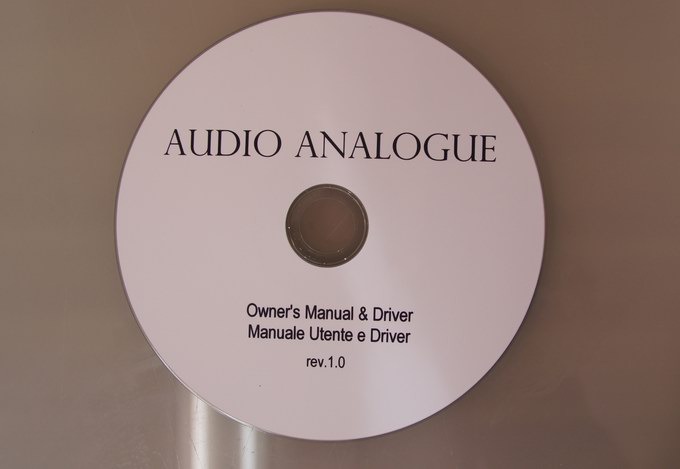 AUDIO ANALOGUE
Owner's Manual & Driver
Manuale Utente e Driver
rev.1.0